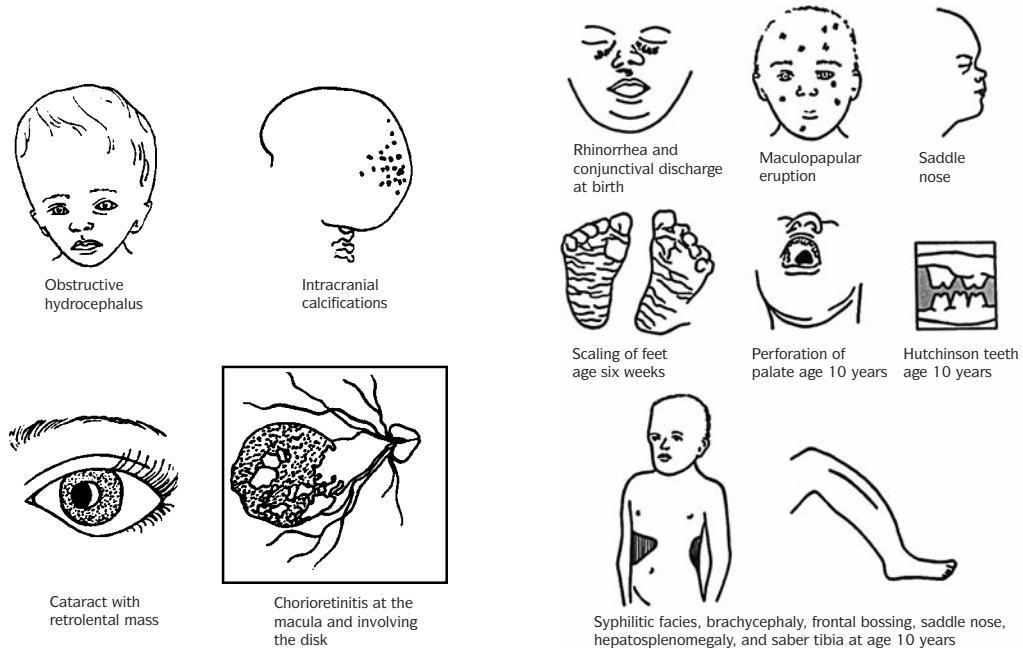 Obstructive
hydrocephalus
Intracranial
calcifications
Cataract with
retrolental mass
Chorioretinitis at the
macula and involving
the disk
Rhinorrhea and
conjunctival discharge
at birth
Maculopapular
eruption
Saddle
nose
Scaling of feet
age six weeks
Perforation of
palate age 10 years
Hutchinson teeth
age 10 years
Syphilitic facies, brachycephaly, frontal bossing, saddle nose,
hepatosplenomegaly, and saber tibia at age 10 years